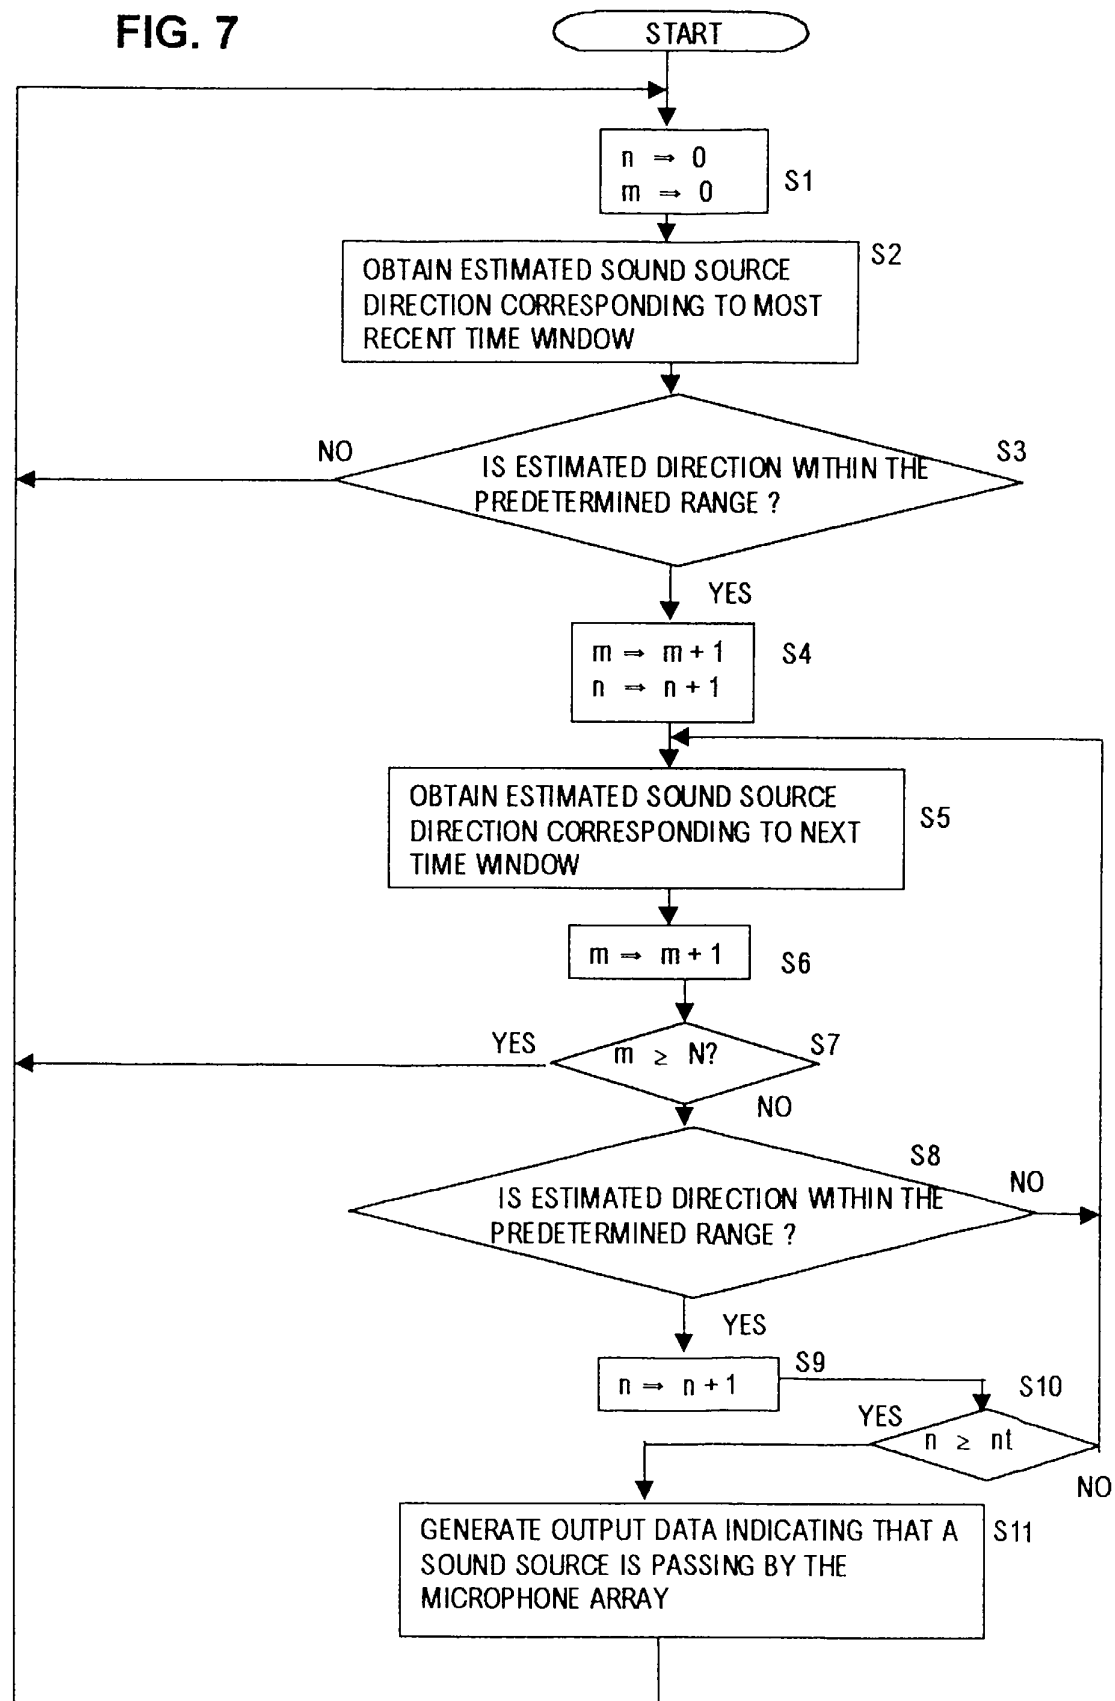 FIG. 7
START
n ⇒ 0
m ⇒ 0
S1
S2
OBTAIN ESTIMATED SOUND SOURCE
DIRECTION CORRESPONDING TO MOST
RECENT TIME WINDOW
NO
S3
IS ESTIMATED DIRECTION WITHIN THE
PREDETERMINED RANGE ?
YES
m ⇒ m + 1
n ⇒ n + 1
S4
OBTAIN ESTIMATED SOUND SOURCE
DIRECTION CORRESPONDING TO NEXT
TIME WINDOW
S5
m ⇒ m + 1
S6
YES
m ≥ N?
S7
NO
S8
NO
IS ESTIMATED DIRECTION WITHIN THE
PREDETERMINED RANGE ?
YES
n ⇒ n + 1
S9
S10
YES
n ≥ nt
NO
GENERATE OUTPUT DATA INDICATING THAT A
SOUND SOURCE IS PASSING BY THE
MICROPHONE ARRAY
S11